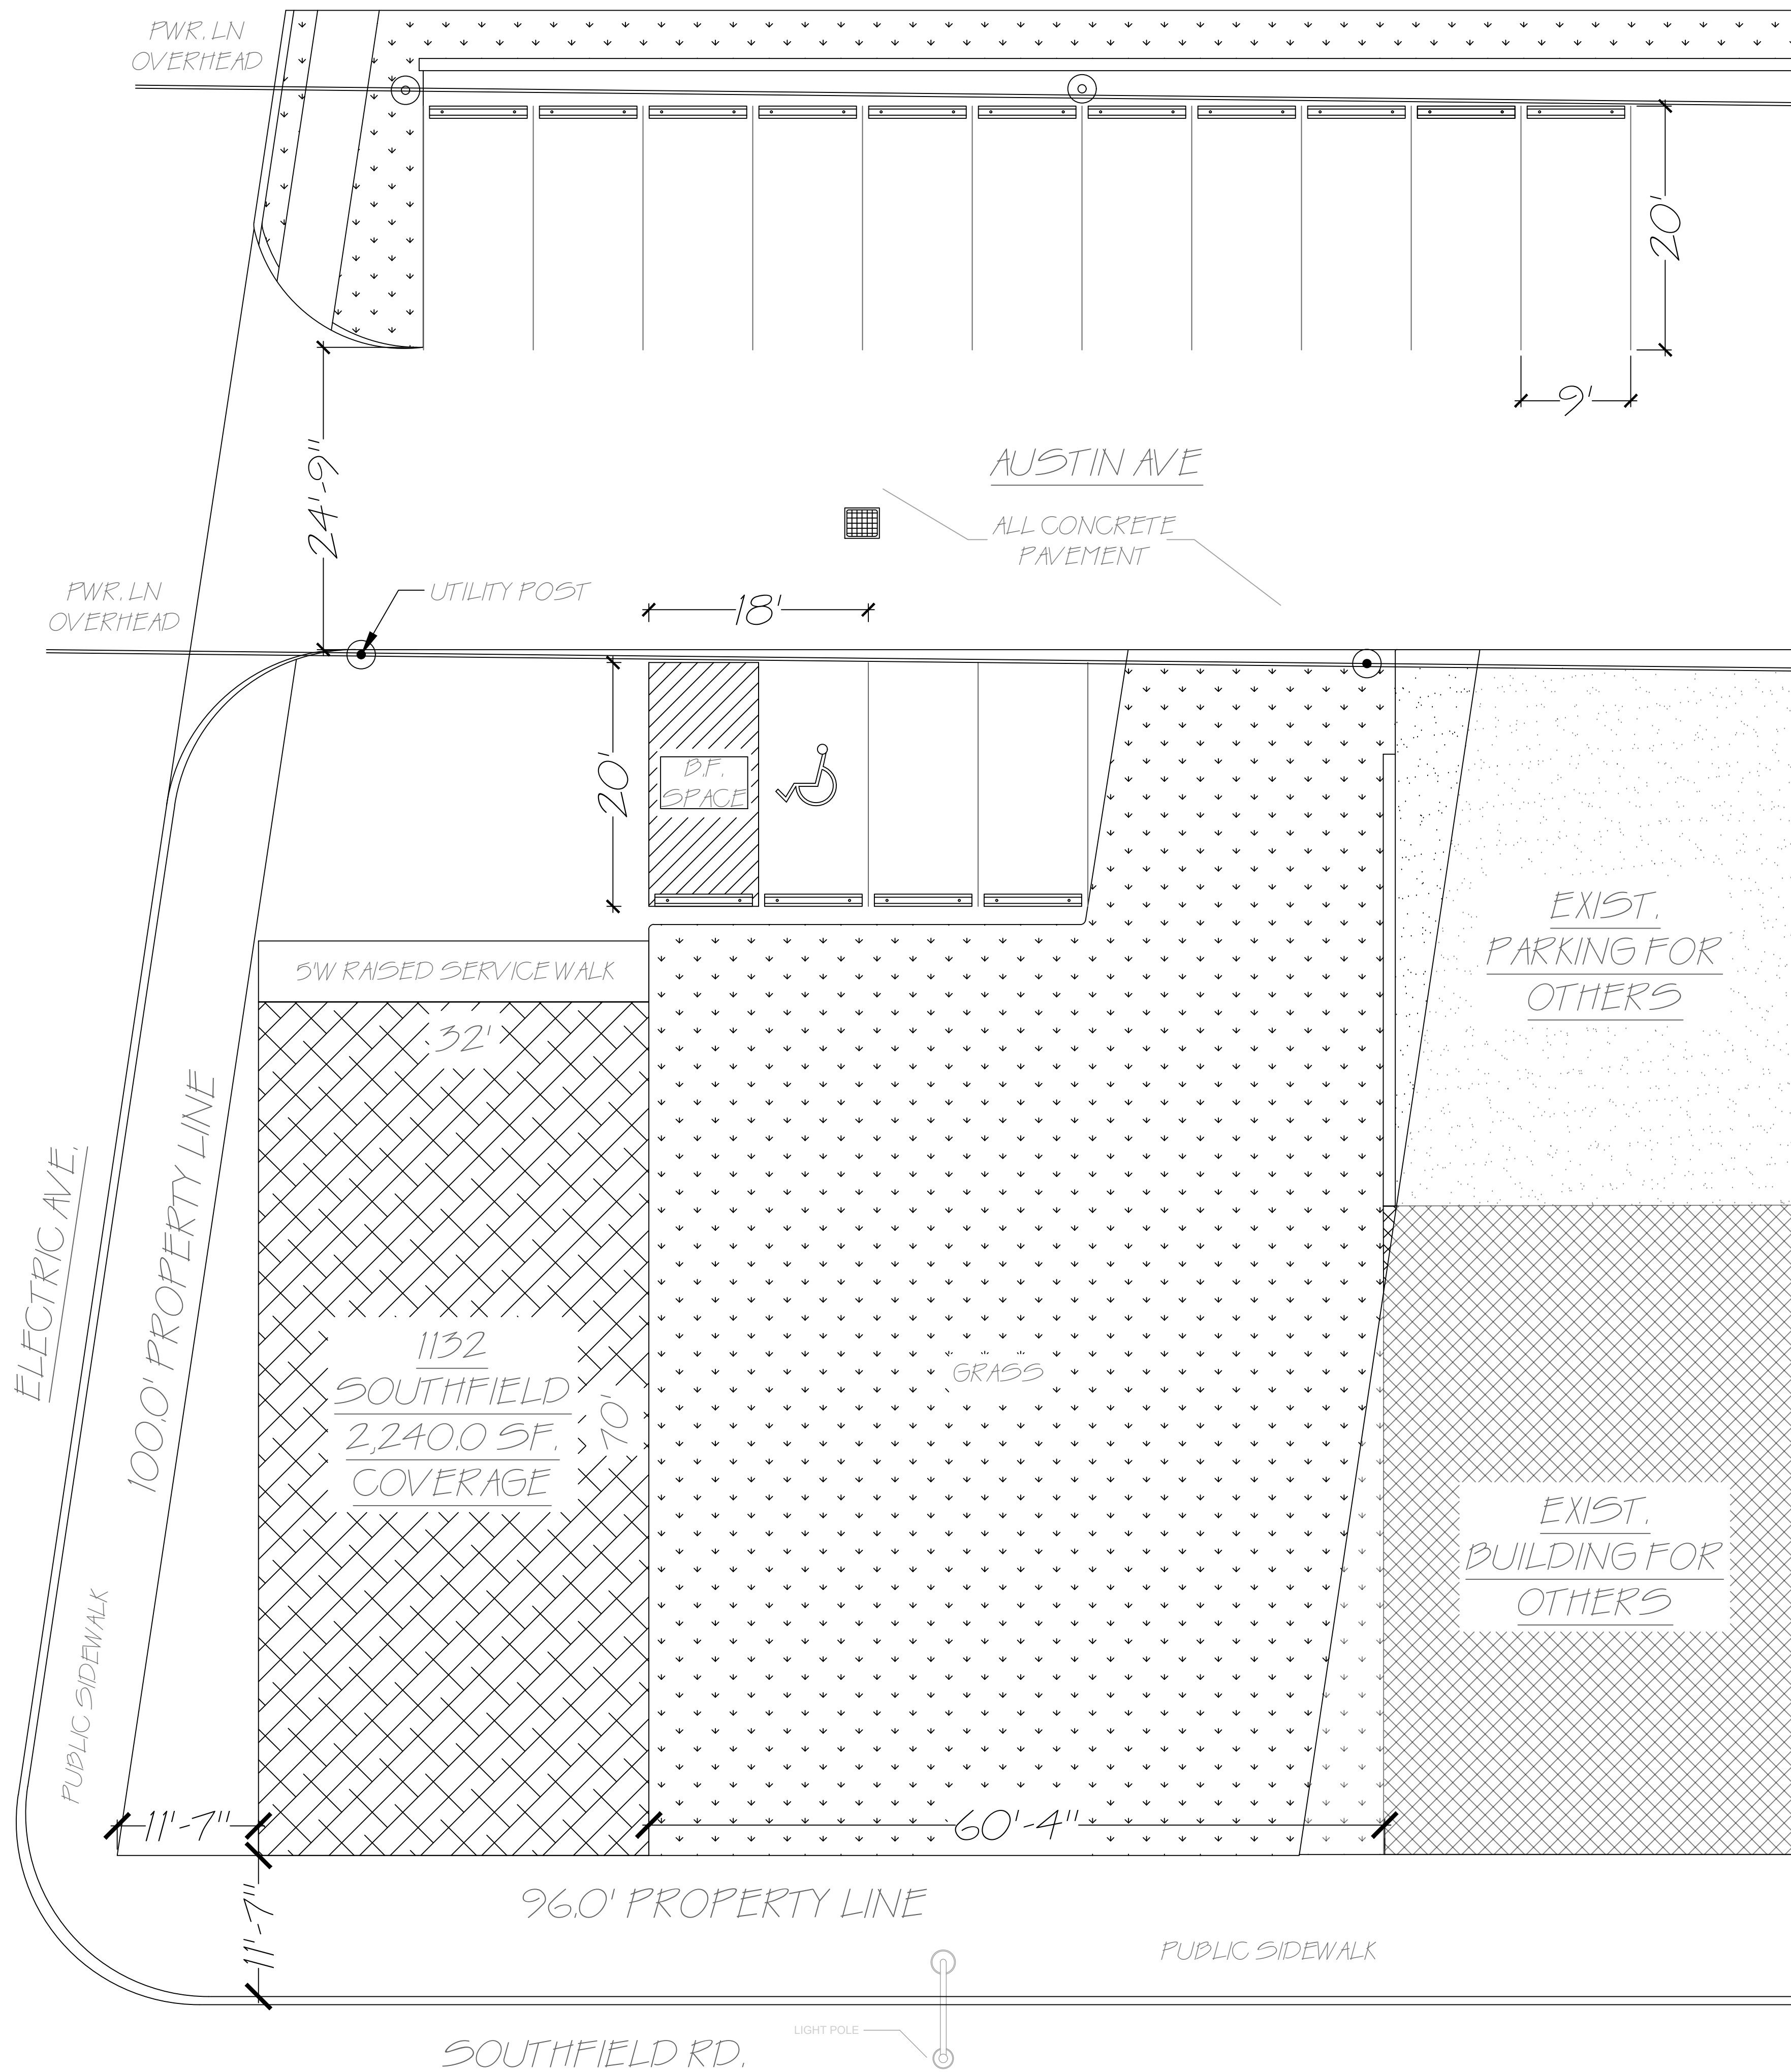 PWR. LN
OVERHEAD
20'
9'
24'-9"
AUSTIN AVE
ALL CONCRETE
PAVEMENT
PWR. LN
OVERHEAD
UTILITY POST
18'
20'
B.F.
SPACE
EXIST.
PARKING FOR
OTHERS
5'W RAISED SERVICE WALK
32'
ELECTRIC AVE.
100.0' PROPERTY LINE
1132
SOUTHFIELD
2,240.0 SF.
COVERAGE
70'
GRASS
EXIST.
BUILDING FOR
OTHERS
PUBLIC SIDEWALK
11'-7"
60'-4"
11'-7"
96.0' PROPERTY LINE
PUBLIC SIDEWALK
LIGHT POLE
SOUTHFIELD RD.